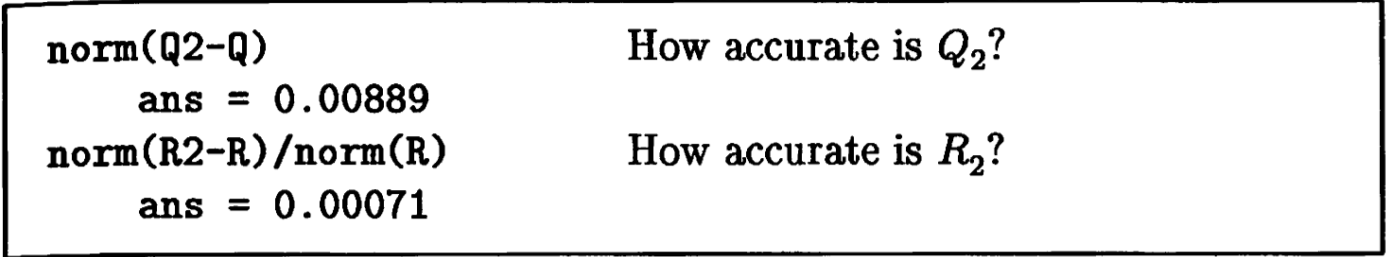 norm(Q2-Q) How accurate is Q₂?
ans = 0.00889
norm(R2-R)/norm(R) How accurate is R₂?
ans = 0.00071